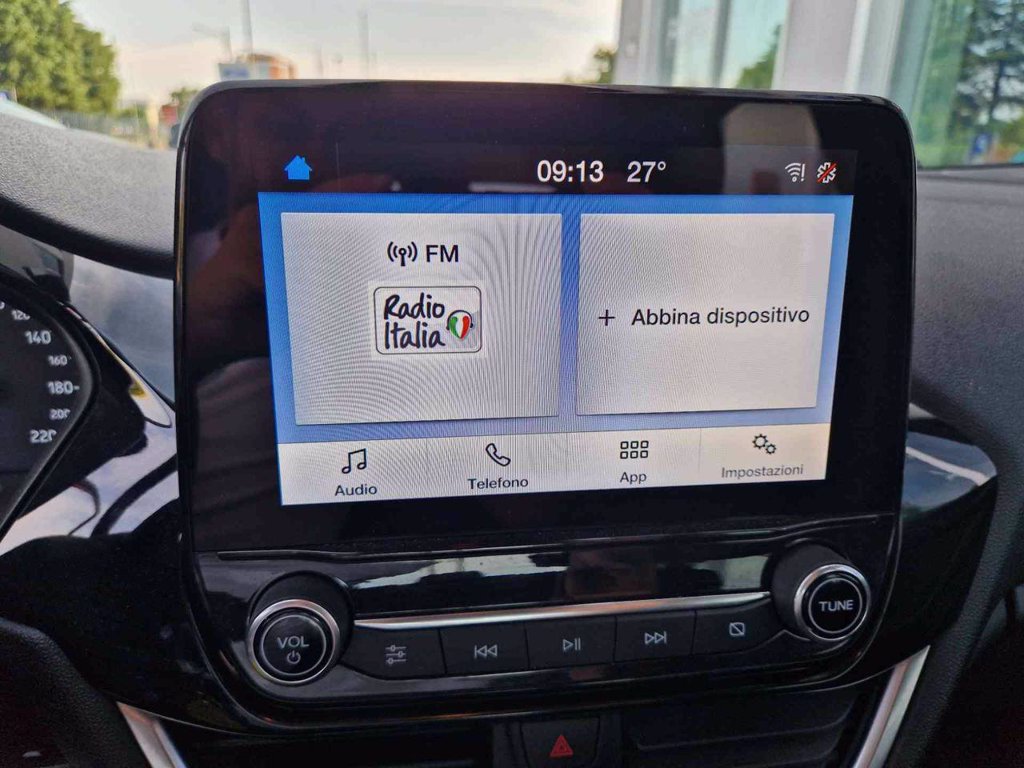 09:13 27°
FM
Radio
Italia
+ Abbina dispositivo
Audio
Telefono
App
Impostazioni
120
140
160
180
200
220
VOL
TUNE